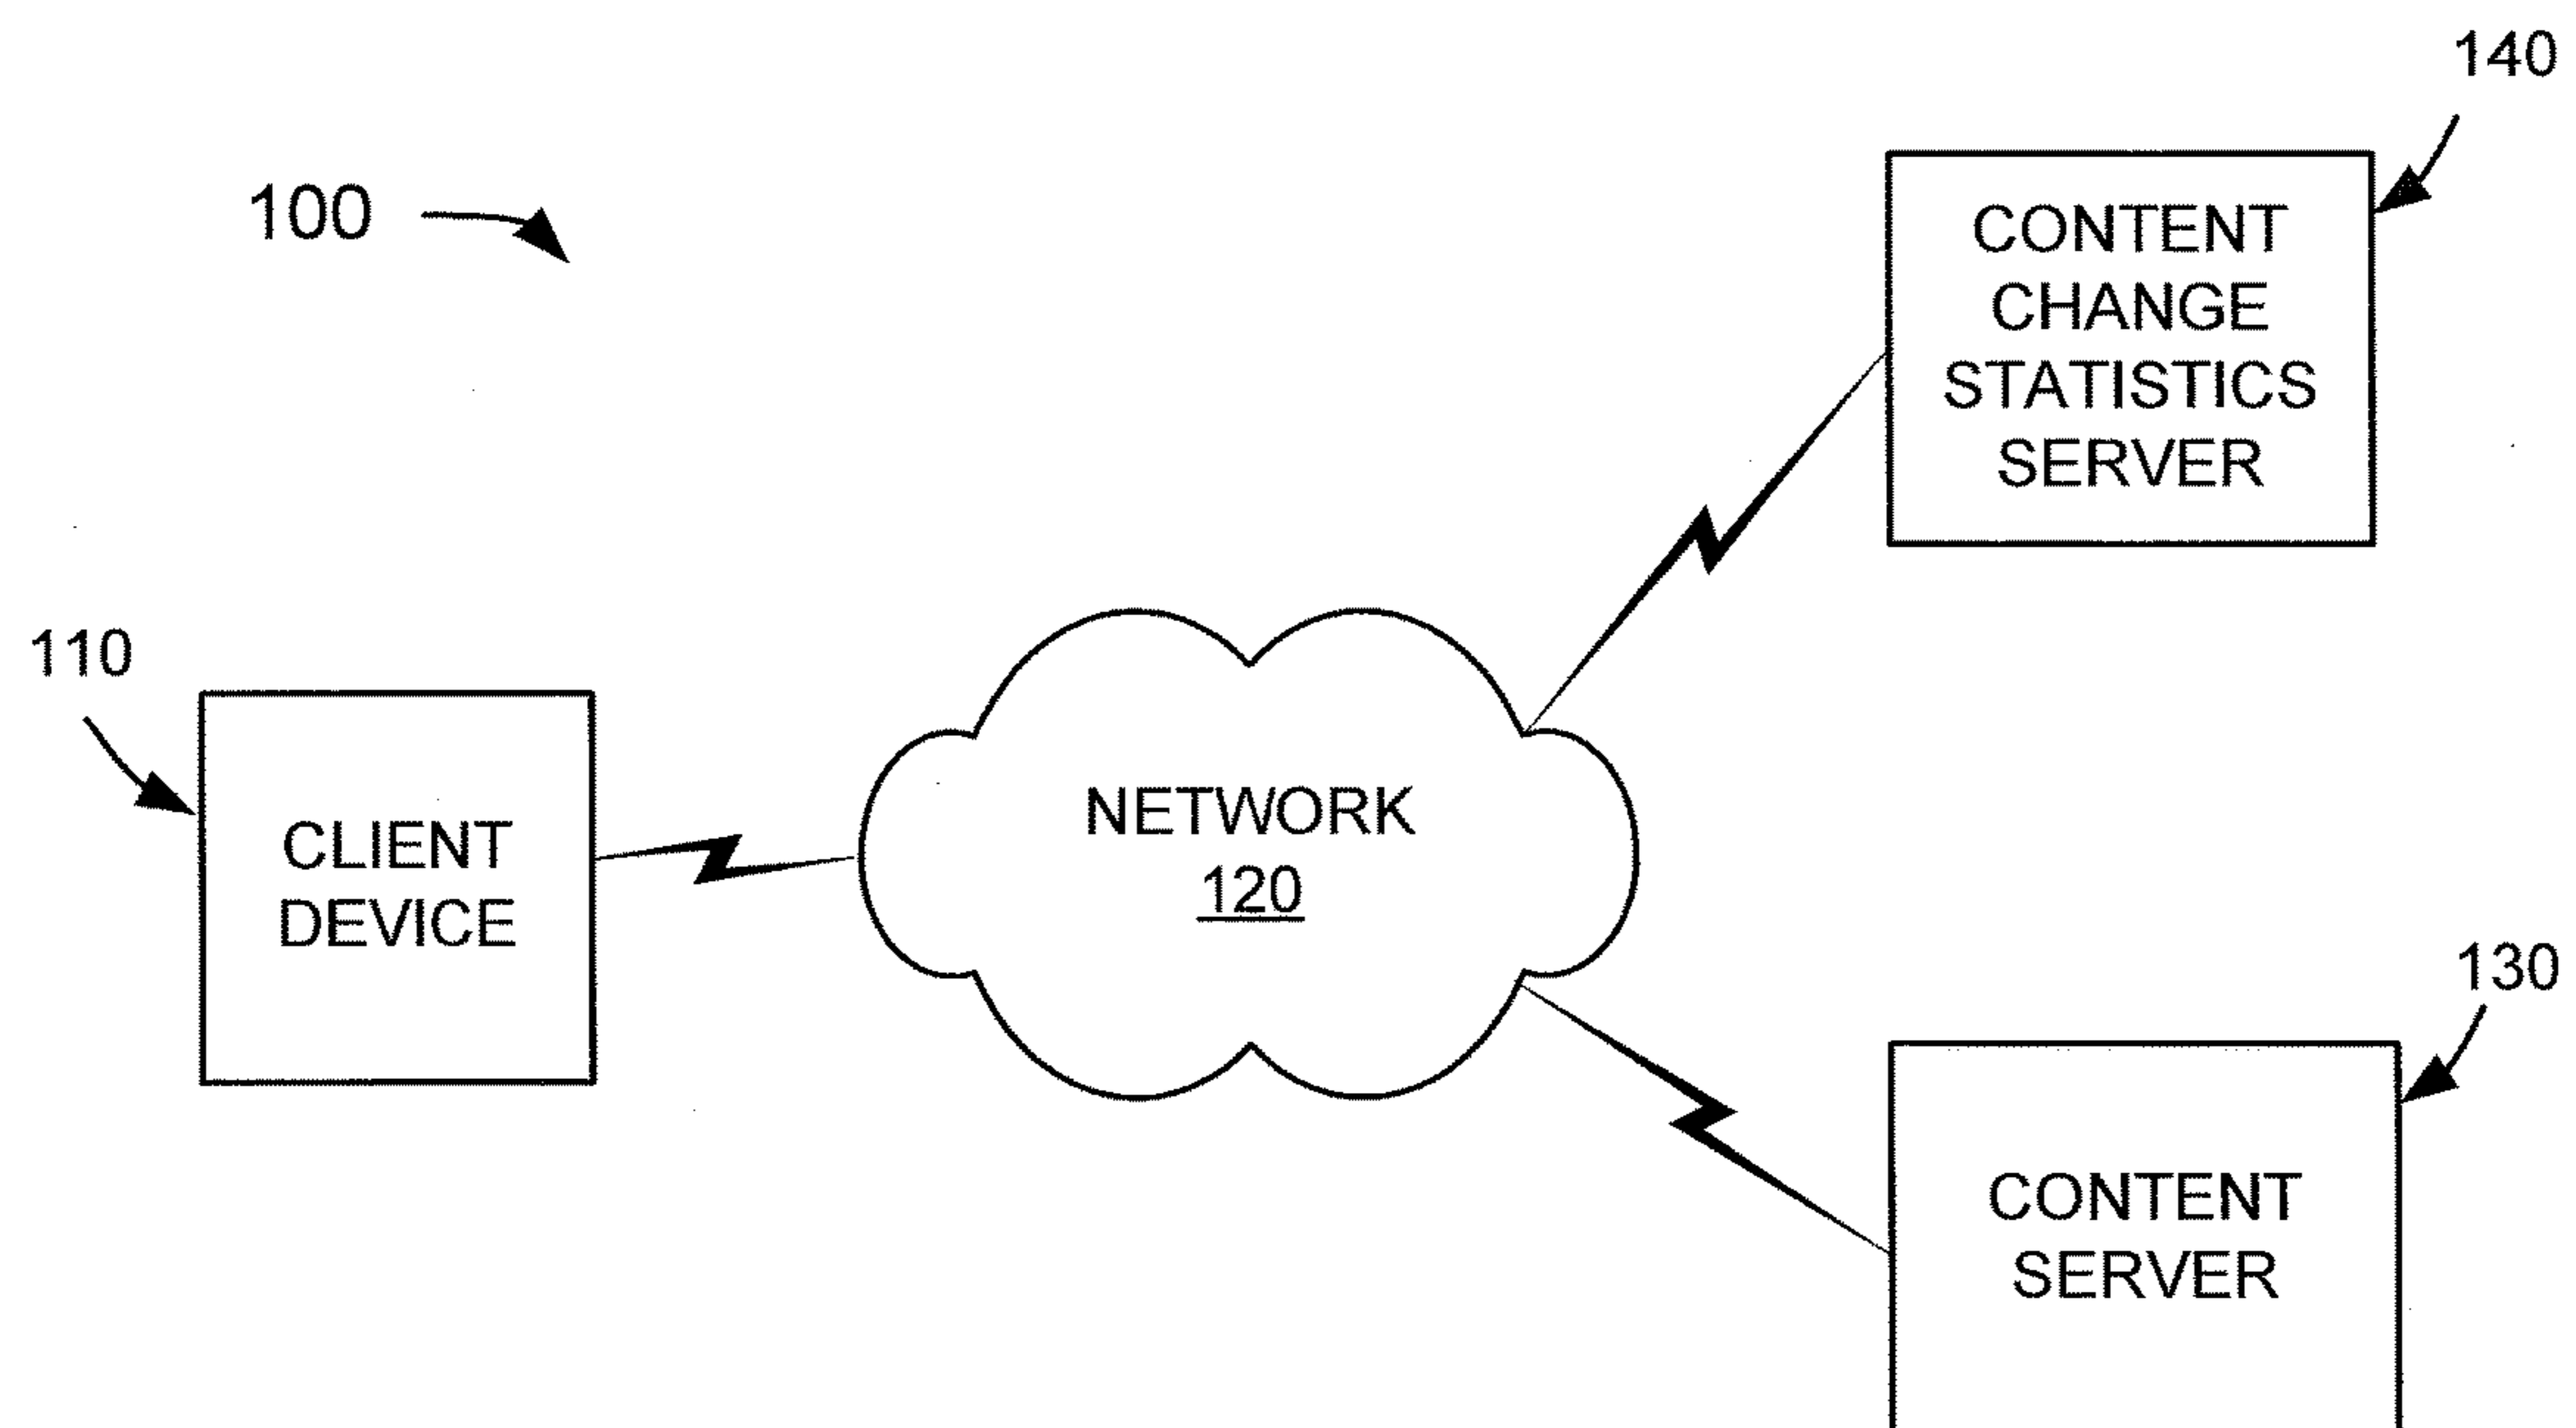 140
100
CONTENT
CHANGE
STATISTICS
SERVER
110
NETWORK
120
CLIENT
DEVICE
130
CONTENT
SERVER